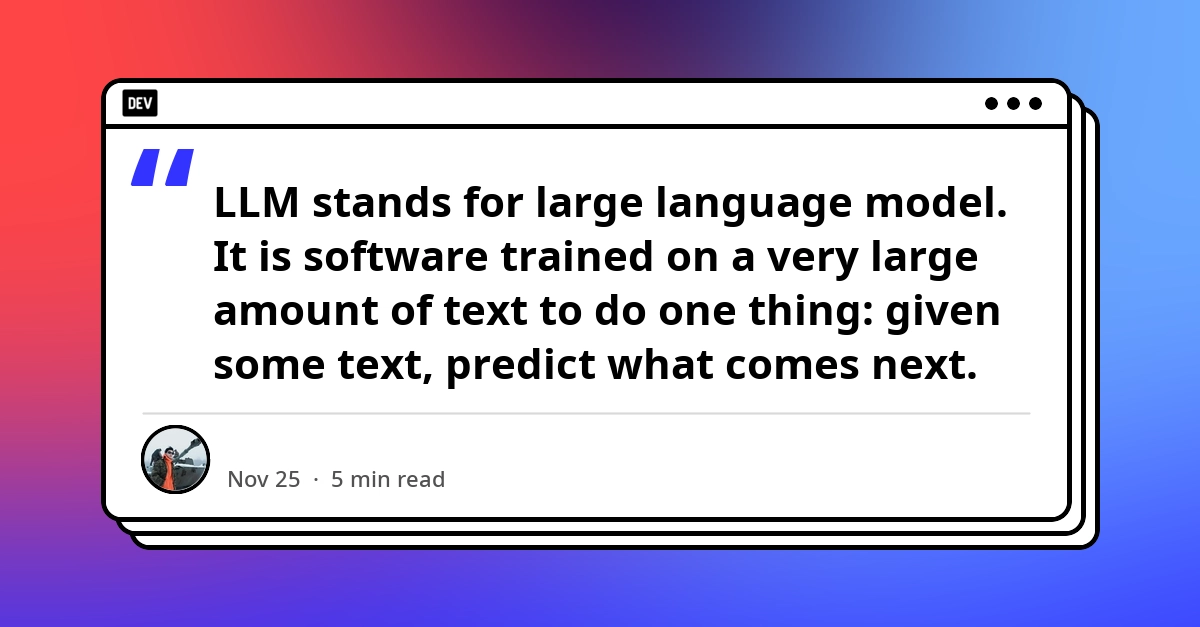 DEV
“
LLM stands for large language model.
It is software trained on a very large
amount of text to do one thing: given
some text, predict what comes next.
Nov 25 · 5 min read